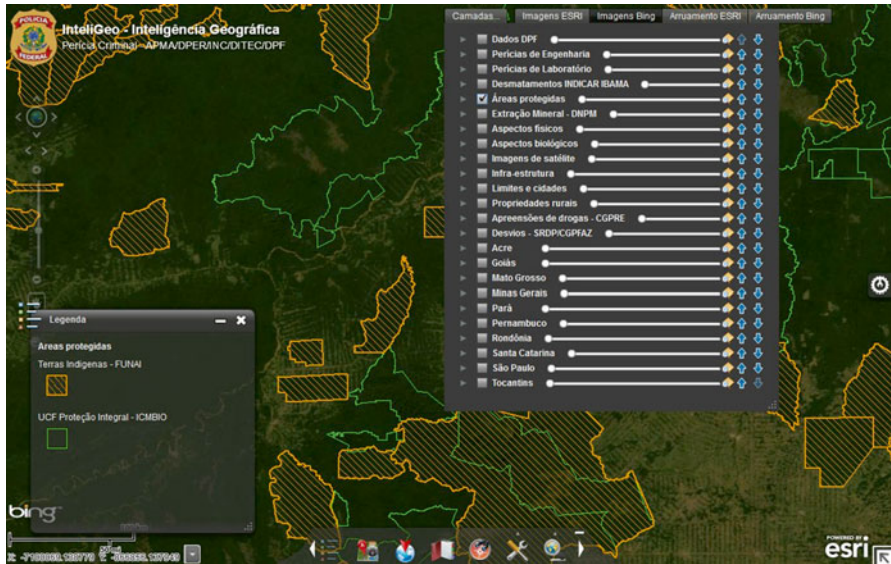 POLICIA
FEDERAL
InteliGeo - Inteligência Geográfica
Perícia Criminal - APMA/DPER/INC/DITEC/DPF
Camadas... Imagens ESRI Imagens Bing Arruamento ESRI Arruamento Bing
Dados DPF
Perícias de Engenharia
Perícias de Laboratório
Desmatamentos INDICAR IBAMA
Áreas protegidas
Extração Mineral - DNPM
Aspectos físicos
Aspectos biológicos
Imagens de satélite
Infra-estrutura
Limites e cidades
Propriedades rurais
Apreensões de drogas - CGPRE
Desvios - SRDP/CGPFAZ
Acre
Goiás
Mato Grosso
Minas Gerais
Pará
Pernambuco
Rondônia
Santa Catarina
São Paulo
Tocantins
Legenda
Areas protegidas
Terras Indigenas - FUNAI
UCF Proteção Integral - ICMBIO
bing
POWERED BY
esri